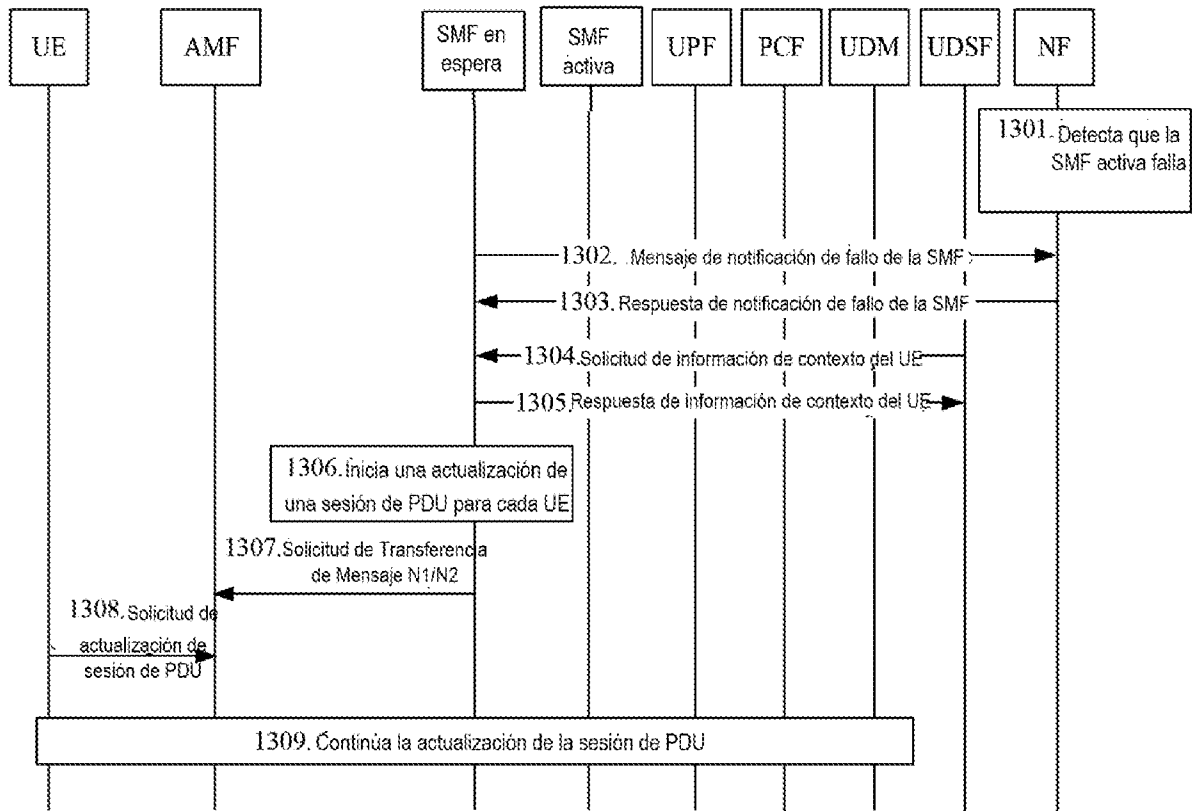 UE
AMF
SMF en
espera
SMF
activa
UPF
PCF
UDM
UDSF
NF
1301. Detecta que la
SMF activa falla
1302. Mensaje de notificación de fallo de la SMF
1303. Respuesta de notificación de fallo de la SMF
1304. Solicitud de información de contexto del UE
1305. Respuesta de información de contexto del UE
1306. Inicia una actualización de
una sesión de PDU para cada UE
1307. Solicitud de Transferencia
de Mensaje N1/N2
1308. Solicitud de
actualización de
sesión de PDU
1309. Continúa la actualización de la sesión de PDU